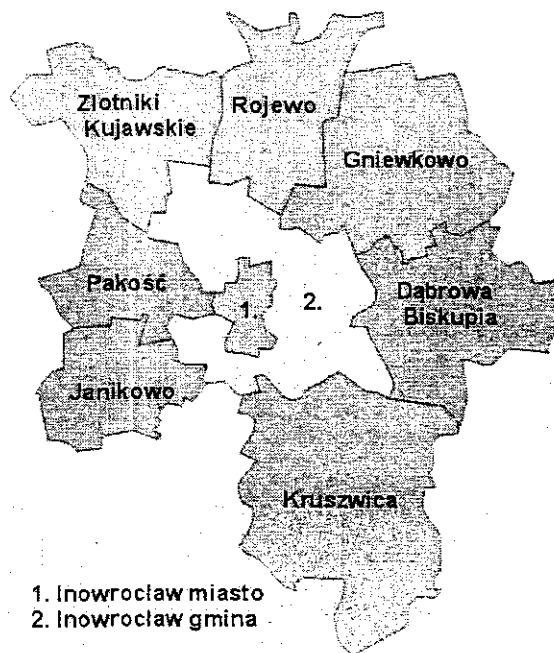 Złotniki
Kujawskie
Rojewo
Gniewkowo
Pakość
1.
2.
Dąbrowa
Biskupia
Janikowo
Kruszwica
1. Inowrocław miasto
2. Inowrocław gmina